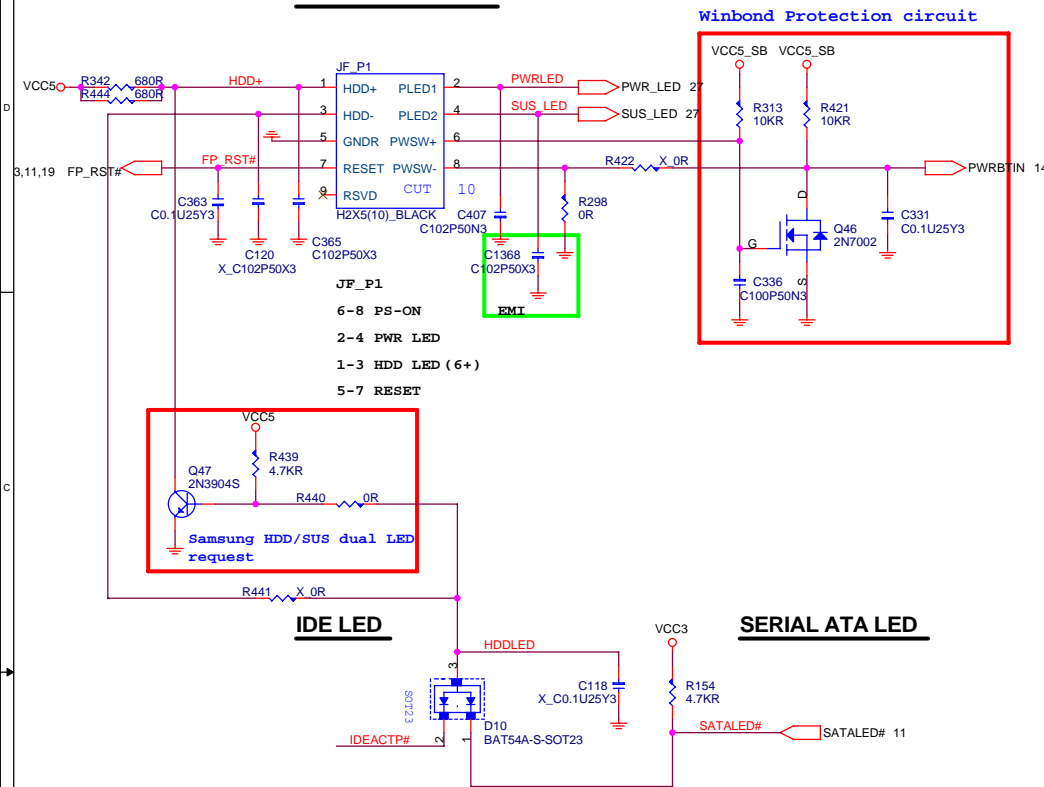 Winbond Protection circuit
VCC5_SB VCC5_SB
JF_P1
VCC5
R342 680R
R444 680R
HDD+
1 HDD+ PLED1 2
PWRLED
PWR_LED 27
3 HDD- PLED2 4
SUS_LED
SUS_LED 27
R313
10KR
R421
10KR
D
5 GNDR PWSW+ 6
3,11,19 FP_RST#
FP_RST#
7 RESET PWSW- 8
R422 X_0R
PWRBTIN 14
9 RSVD
CUT 10
H2X5(10)_BLACK
C363
C0.1U25Y3
C120
X_C102P50X3
C365
C102P50X3
C407
C102P50N3
R298
0R
D
G
S
Q46
2N7002
C331
C0.1U25Y3
C336
C100P50N3
C1368
C102P50X3
EMI
JF_P1
6-8 PS-ON
2-4 PWR LED
1-3 HDD LED(6+)
5-7 RESET
VCC5
R439
4.7KR
Q47
2N3904S
R440 0R
C
Samsung HDD/SUS dual LED
request
R441 X_0R
IDE LED
SERIAL ATA LED
VCC3
HDDLED
3
C118
X_C0.1U25Y3
R154
4.7KR
SOT23
D10
BAT54A-S-SOT23
IDEACTP#
2
1
SATALED#
SATALED# 11